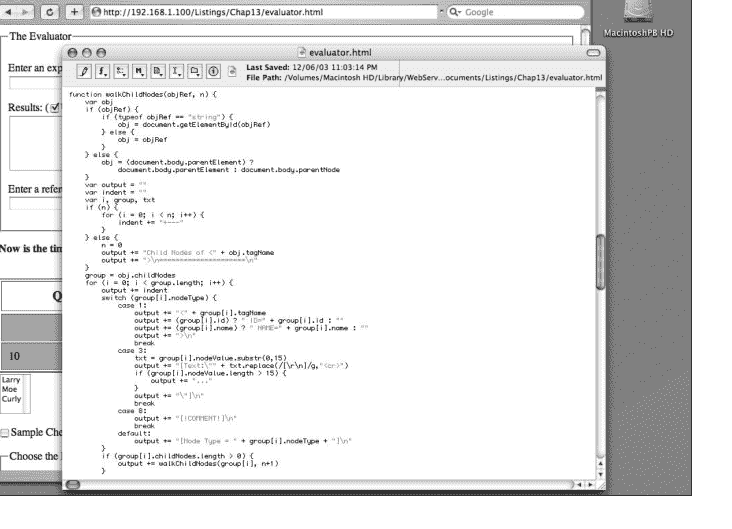 http://192.168.1.100/Listings/Chap13/evaluator.html
Google
MacintoshPB HD
The Evaluator
evaluator.html
Enter an exp
Last Saved: 12/06/03 11:03:14 PM
File Path: /Volumes/Macintosh HD/Library/WebServ...ocuments/Listings/Chap13/evaluator.html
Results: (
Enter a refer
Now is the tin
Q
10
Larry
Moe
Curly
Sample Che
Choose the
function walkChildNodes(objRef, n) {
var obj
if (objRef) {
if (typeof objRef == "string") {
obj = document.getElementById(objRef)
} else {
obj = objRef
}
} else {
obj = (document.body.parentElement) ?
document.body.parentElement : document.body.parentNode
}
var output = ""
var indent = ""
var i, group, txt
if (n) {
for (i = 0; i < n; i++) {
indent += "+---"
}
} else {
n = 0
output += "Child Nodes of <" + obj.tagName
output += ">\n=====================\n"
}
group = obj.childNodes
for (i = 0; i < group.length; i++) {
output += indent
switch (group[i].nodeType) {
case 1:
output += "<" + group[i].tagName
output += (group[i].id) ? " ID=" + group[i].id : ""
output += (group[i].name) ? " NAME=" + group[i].name : ""
output += ">\n"
break
case 3:
txt = group[i].nodeValue.substr(0,15)
output += "[Text:\"" + txt.replace(/[\r\n]/g,"<cr>")
if (group[i].nodeValue.length > 15) {
output += "..."
}
output += "\"]\n"
break
case 8:
output += "[!COMMENT!]\n"
break
default:
output += "[Node Type = " + group[i].nodeType + "]\n"
}
if (group[i].childNodes.length > 0) {
output += walkChildNodes(group[i], n+1)
}